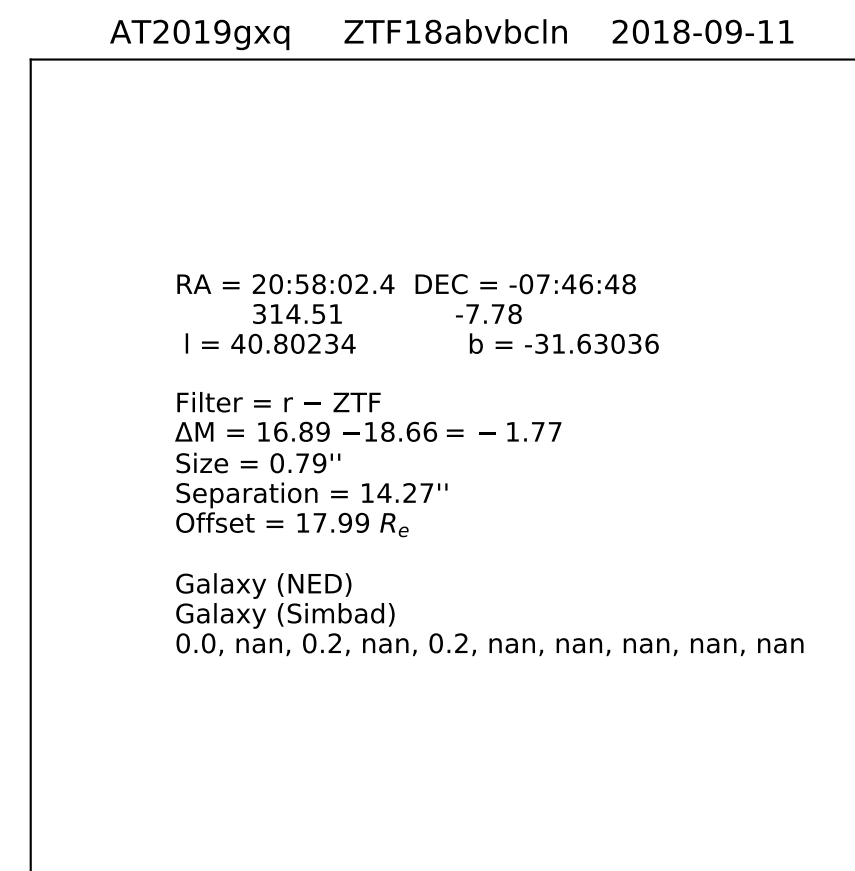 AT2019gxq ZTF18abvbcln 2018-09-11
RA = 20:58:02.4 DEC = -07:46:48
314.51 -7.78
l = 40.80234 b = -31.63036
Filter = r − ZTF
ΔM = 16.89 −18.66 = − 1.77
Size = 0.79''
Separation = 14.27''
Offset = 17.99 Re
Galaxy (NED)
Galaxy (Simbad)
0.0, nan, 0.2, nan, 0.2, nan, nan, nan, nan, nan